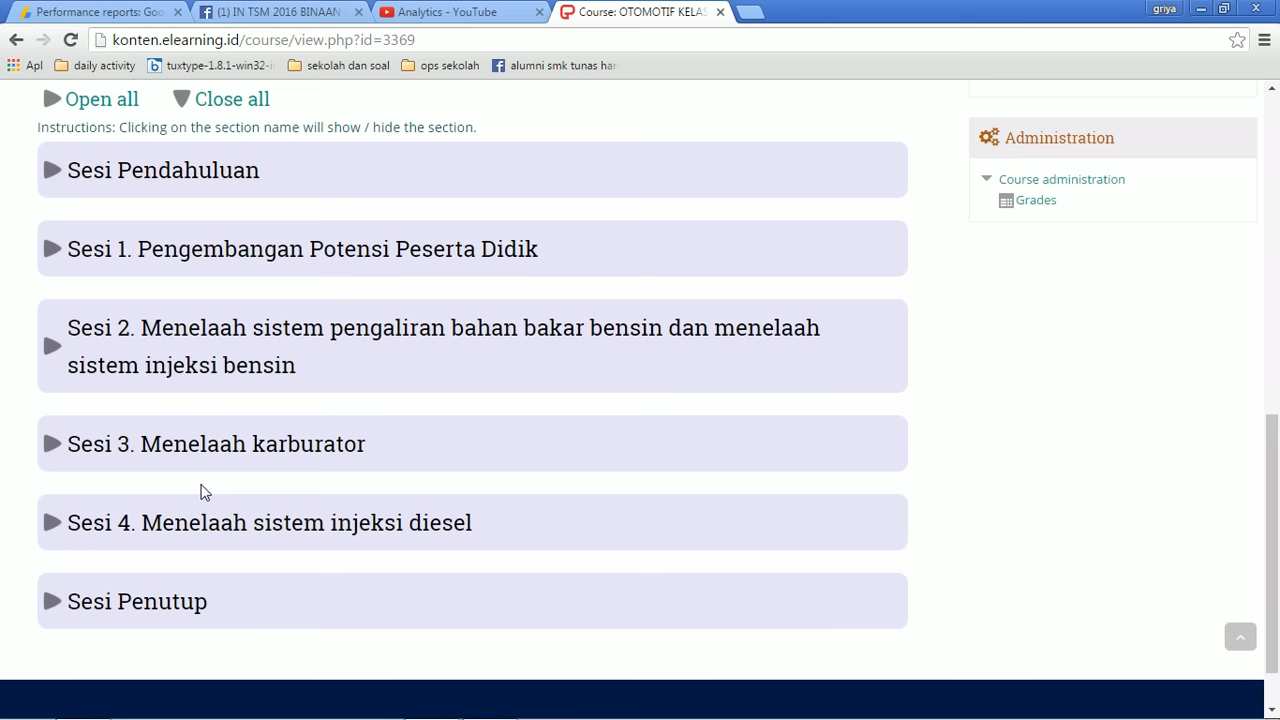 Performance reports: Goo
(1) IN TSM 2016 BINAAN
Analytics - YouTube
Course: OTOMOTIF KELAS
griya
konten.elearning.id/course/view.php?id=3369
Apl
daily activity
tuxtype-1.8.1-win32-i
sekolah dan soal
ops sekolah
alumni smk tunas har
Open all
Close all
Instructions: Clicking on the section name will show / hide the section.
Sesi Pendahuluan
Sesi 1. Pengembangan Potensi Peserta Didik
Sesi 2. Menelaah sistem pengaliran bahan bakar bensin dan menelaah
sistem injeksi bensin
Sesi 3. Menelaah karburator
Sesi 4. Menelaah sistem injeksi diesel
Sesi Penutup
Administration
Course administration
Grades